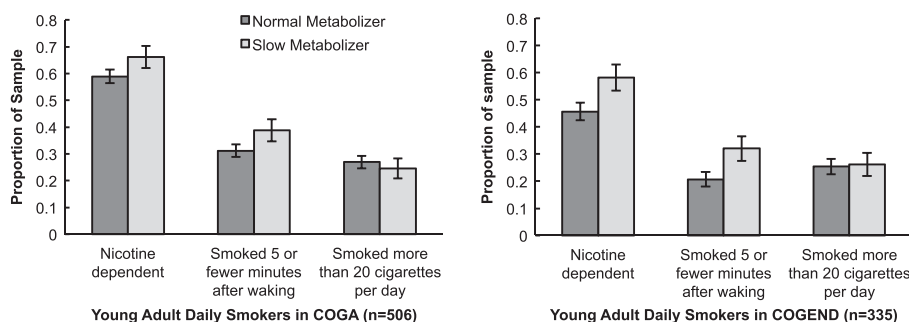 Proportion of Sample
0.8
0.7
0.6
0.5
0.4
0.3
0.2
0.1
0
Normal Metabolizer
Slow Metabolizer
Nicotine
dependent
Smoked 5 or
fewer minutes
after waking
Smoked more
than 20 cigarettes
per day
Young Adult Daily Smokers in COGA (n=506)
Proportion of sample
0.8
0.7
0.6
0.5
0.4
0.3
0.2
0.1
0
Nicotine
dependent
Smoked 5 or
fewer minutes
after waking
Smoked more
than 20 cigarettes
per day
Young Adult Daily Smokers in COGEND (n=335)